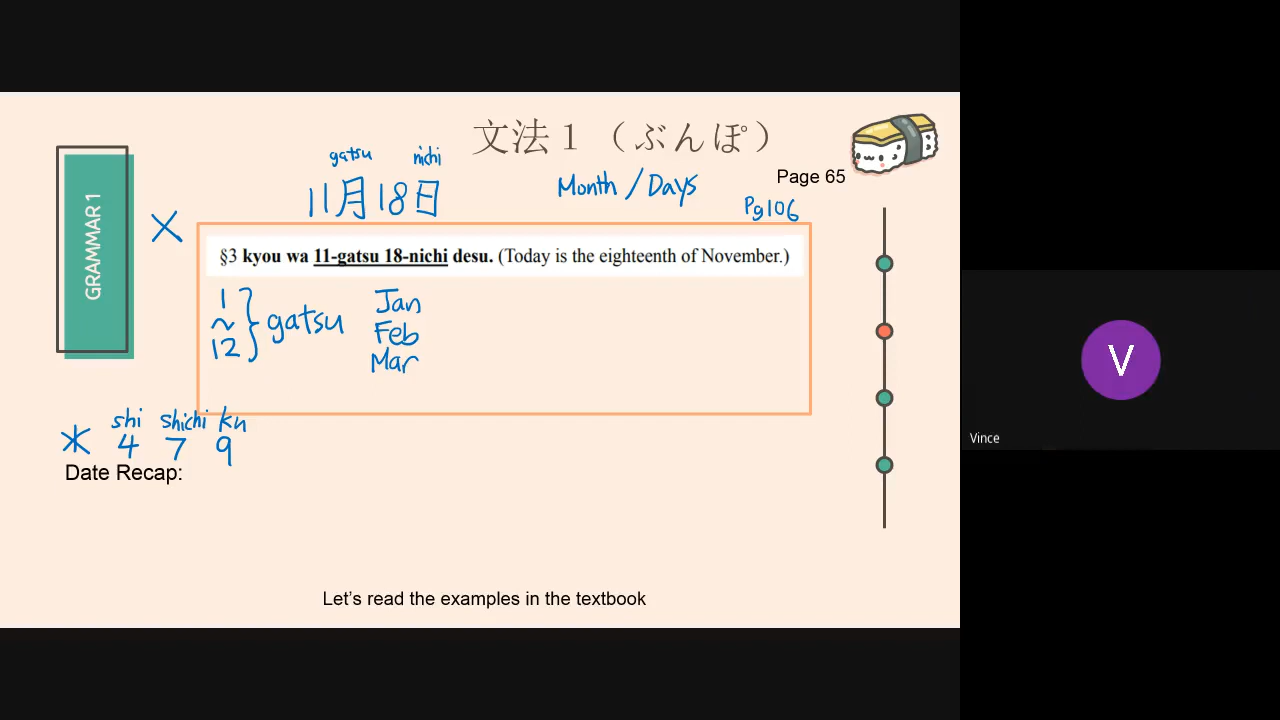 文法１（ぶんぽ）
gatsu nichi
11月18日
Month / Days
Page 65
Pg106
GRAMMAR 1
§3 kyou wa 11-gatsu 18-nichi desu. (Today is the eighteenth of November.)
1 ~ 12 } gatsu
Jan
Feb
Mar
shi shichi ku
* 4 7 9
Date Recap:
Let's read the examples in the textbook
V
Vince